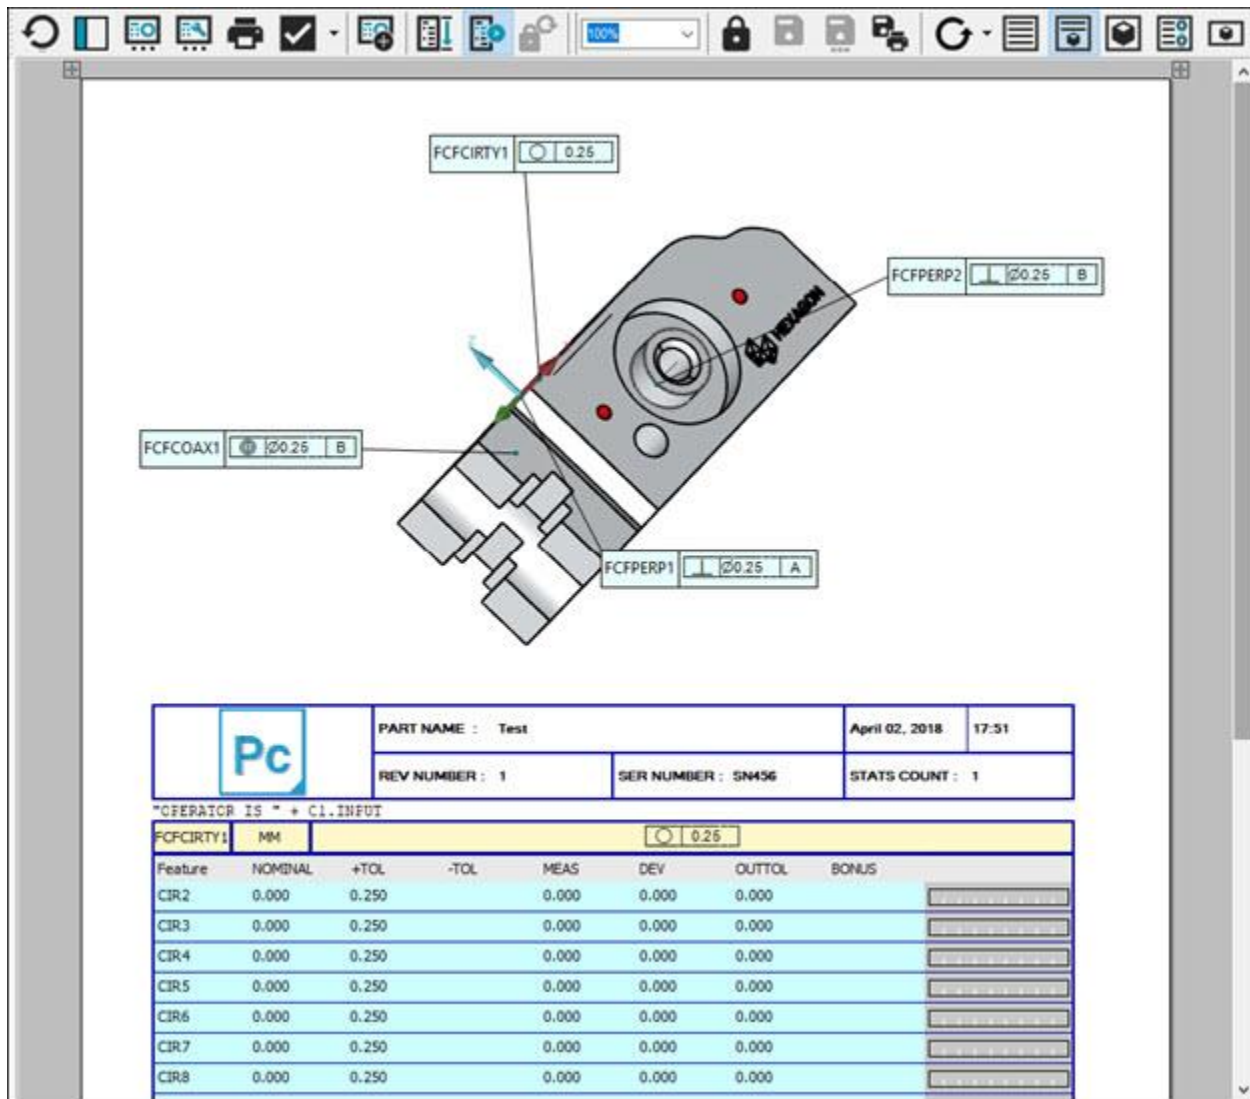 100%
FCFCIRTY1 ○ 0.25
HEXAGON
FCFPERP2 ⊥ Ø0.25 B
FCFCOAX1 ◎ Ø0.25 B
FCFPERP1 ⊥ Ø0.25 A
Pc
PART NAME : Test April 02, 2018 17:51
REV NUMBER : 1 SER NUMBER : SN456 STATS COUNT : 1
"OPERATOR IS " + C1.INPUT
FCFCIRTY1 MM ○ 0.25
Feature NOMINAL +TOL -TOL MEAS DEV OUTTOL BONUS
CIR2 0.000 0.250 0.000 0.000 0.000
CIR3 0.000 0.250 0.000 0.000 0.000
CIR4 0.000 0.250 0.000 0.000 0.000
CIR5 0.000 0.250 0.000 0.000 0.000
CIR6 0.000 0.250 0.000 0.000 0.000
CIR7 0.000 0.250 0.000 0.000 0.000
CIR8 0.000 0.250 0.000 0.000 0.000